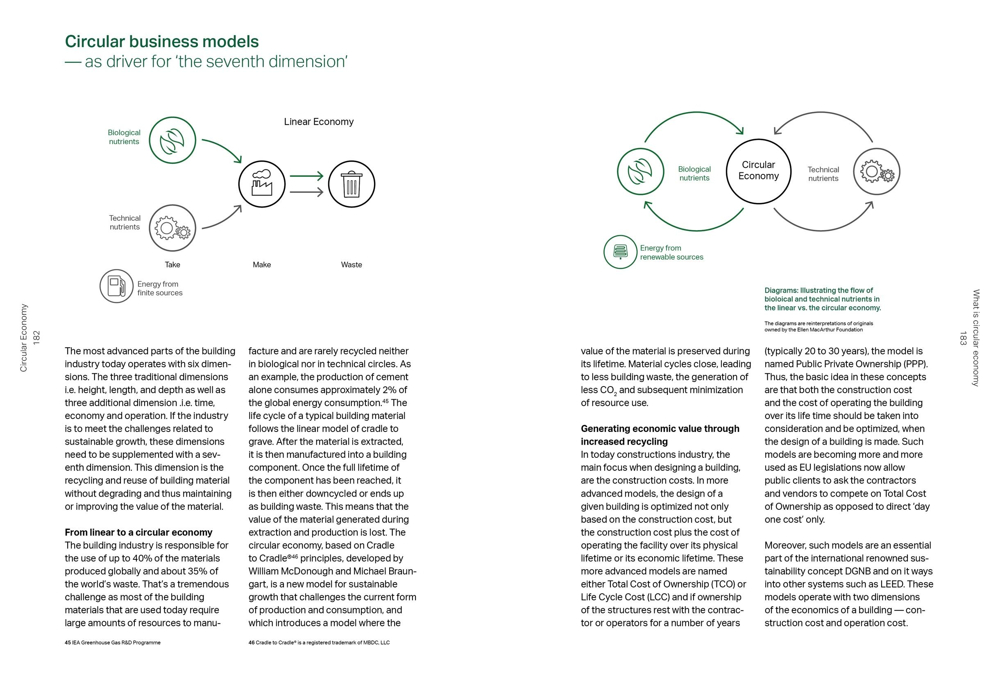 Circular business models
— as driver for ‘the seventh dimension’
Linear Economy
Biological
nutrients
Technical
nutrients
Take
Make
Waste
Energy from
finite sources
Circular Economy
182
The most advanced parts of the building
industry today operates with six dimen-
sions. The three traditional dimensions
i.e. height, length, and depth as well as
three additional dimension .i.e. time,
economy and operation. If the industry
is to meet the challenges related to
sustainable growth, these dimensions
need to be supplemented with a sev-
enth dimension. This dimension is the
recycling and reuse of building material
without degrading and thus maintaining
or improving the value of the material.
From linear to a circular economy
The building industry is responsible for
the use of up to 40% of the materials
produced globally and about 35% of
the world’s waste. That’s a tremendous
challenge as most of the building
materials that are used today require
large amounts of resources to manu-
45 IEA Greenhouse Gas R&D Programme
facture and are rarely recycled neither
in biological nor in technical circles. As
an example, the production of cement
alone consumes approximately 2% of
the global energy consumption.⁴⁵ The
life cycle of a typical building material
follows the linear model of cradle to
grave. After the material is extracted,
it is then manufactured into a building
component. Once the full lifetime of
the component has been reached, it
is then either downcycled or ends up
as building waste. This means that the
value of the material generated during
extraction and production is lost. The
circular economy, based on Cradle
to Cradle®⁴⁶ principles, developed by
William McDonough and Michael Braun-
gart, is a new model for sustainable
growth that challenges the current form
of production and consumption, and
which introduces a model where the
46 Cradle to Cradle® is a registered trademark of MBDC, LLC
Biological
nutrients
Circular
Economy
Technical
nutrients
Energy from
renewable sources
Diagrams: Illustrating the flow of
bioloical and technical nutrients in
the linear vs. the circular economy.
The diagrams are reinterpretations of originals
owned by the Ellen MacArthur Foundation
What is circular economy
183
value of the material is preserved during
its lifetime. Material cycles close, leading
to less building waste, the generation of
less CO₂ and subsequent minimization
of resource use.
Generating economic value through
increased recycling
In today constructions industry, the
main focus when designing a building,
are the construction costs. In more
advanced models, the design of a
given building is optimized not only
based on the construction cost, but
the construction cost plus the cost of
operating the facility over its physical
lifetime or its economic lifetime. These
more advanced models are named
either Total Cost of Ownership (TCO) or
Life Cycle Cost (LCC) and if ownership
of the structures rest with the contrac-
tor or operators for a number of years
(typically 20 to 30 years), the model is
named Public Private Ownership (PPP).
Thus, the basic idea in these concepts
are that both the construction cost
and the cost of operating the building
over its life time should be taken into
consideration and be optimized, when
the design of a building is made. Such
models are becoming more and more
used as EU legislations now allow
public clients to ask the contractors
and vendors to compete on Total Cost
of Ownership as opposed to direct ‘day
one cost’ only.
Moreover, such models are an essential
part of the international renowned sus-
tainability concept DGNB and on it ways
into other systems such as LEED. These
models operate with two dimensions
of the economics of a building — con-
struction cost and operation cost.